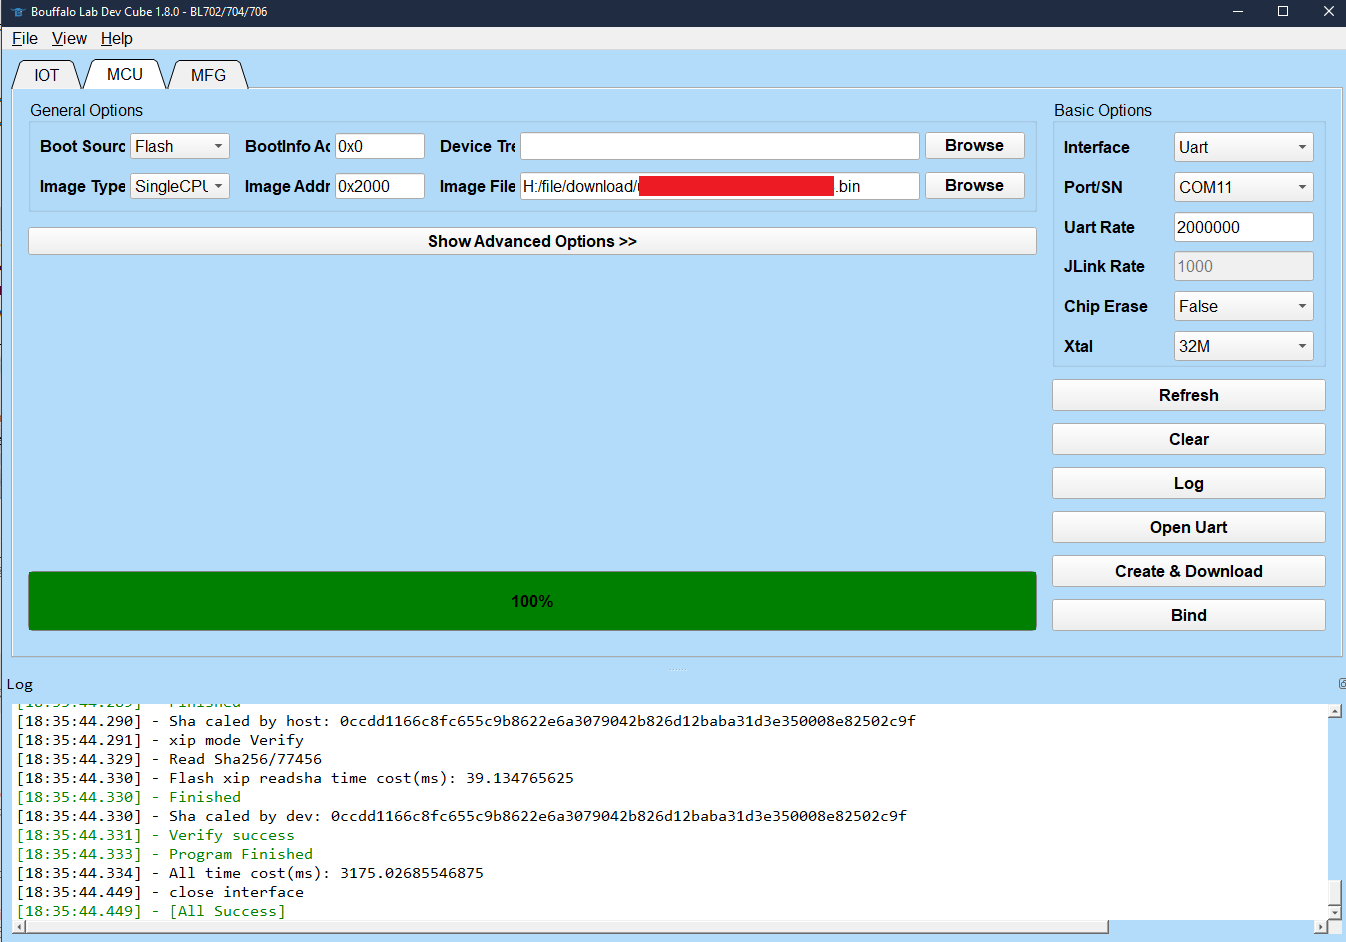 Bouffalo Lab Dev Cube 1.8.0 - BL702/704/706
File View Help
IOT MCU MFG
General Options
Boot Sourc Flash BootInfo Ac 0x0 Device Tre Browse
Image Type SingleCPU Image Addr 0x2000 Image File H:/file/download/ .bin Browse
Show Advanced Options >>
100%
Basic Options
Interface Uart
Port/SN COM11
Uart Rate 2000000
JLink Rate 1000
Chip Erase False
Xtal 32M
Refresh
Clear
Log
Open Uart
Create & Download
Bind
Log
[18:35:44.289] - Finished
[18:35:44.290] - Sha caled by host: 0ccdd1166c8fc655c9b8622e6a3079042b826d12baba31d3e350008e82502c9f
[18:35:44.291] - xip mode Verify
[18:35:44.329] - Read Sha256/77456
[18:35:44.330] - Flash xip readsha time cost(ms): 39.134765625
[18:35:44.330] - Finished
[18:35:44.330] - Sha caled by dev: 0ccdd1166c8fc655c9b8622e6a3079042b826d12baba31d3e350008e82502c9f
[18:35:44.331] - Verify success
[18:35:44.333] - Program Finished
[18:35:44.334] - All time cost(ms): 3175.02685546875
[18:35:44.449] - close interface
[18:35:44.449] - [All Success]